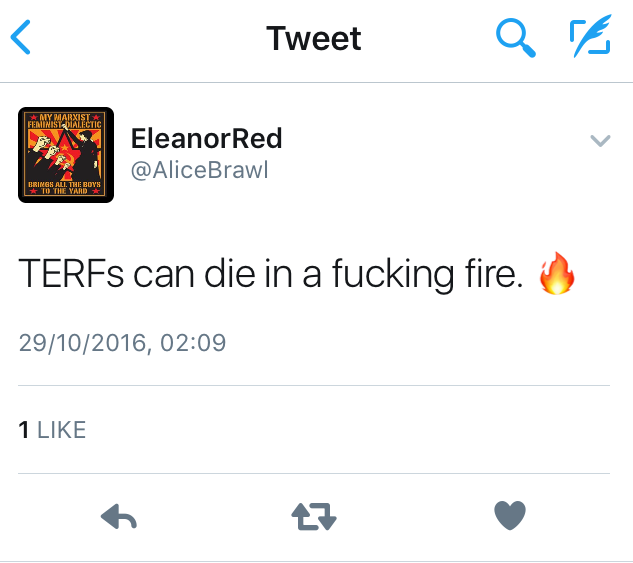 Tweet
MY MARXIST
FEMINIST DIALECTIC
BRINGS ALL THE BOYS
TO THE YARD
EleanorRed
@AliceBrawl
TERFs can die in a fucking fire. 🔥
29/10/2016, 02:09
1 LIKE